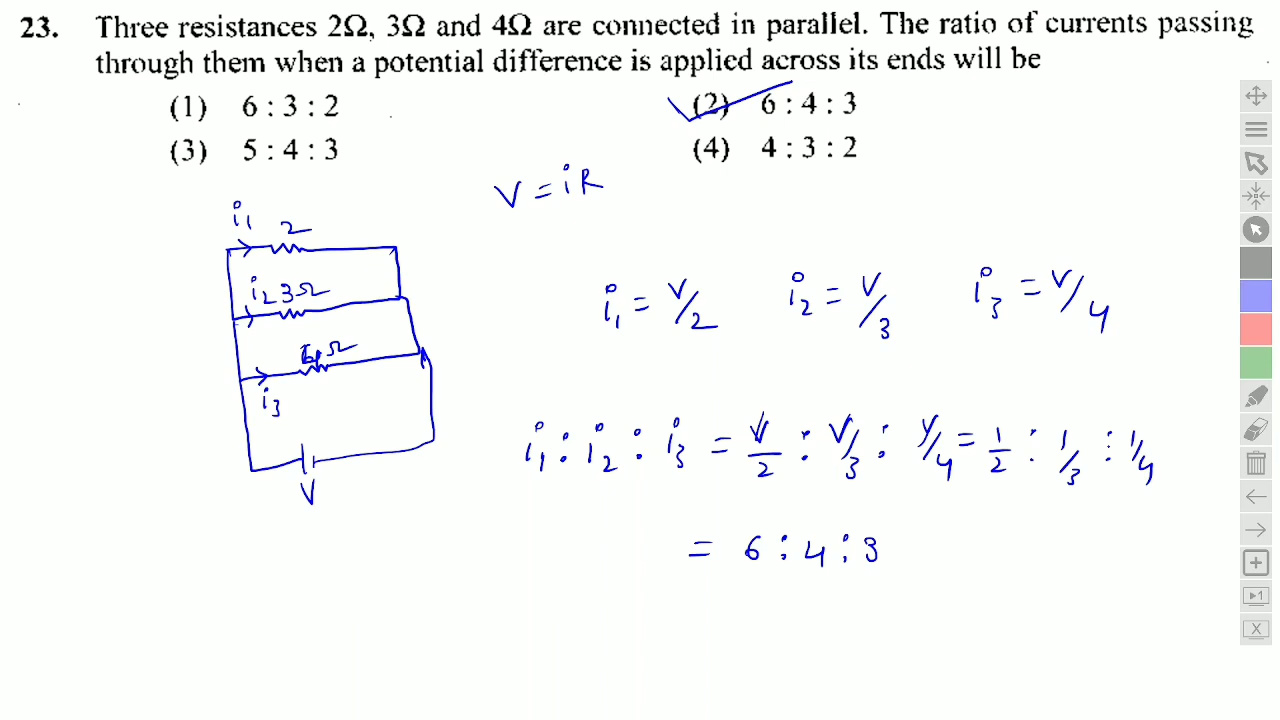 23. Three resistances 2Ω, 3Ω and 4Ω are connected in parallel. The ratio of currents passing
through them when a potential difference is applied across its ends will be
(1) 6 : 3 : 2
(2) 6 : 4 : 3
(3) 5 : 4 : 3
(4) 4 : 3 : 2
V = iR
i₁ 2
i₂ 3Ω
4Ω
i₃
V
i₁ = V/2 i₂ = V/3 i₃ = V/4
i₁ : i₂ : i₃ = V/2 : V/3 : V/4 = 1/2 : 1/3 : 1/4
= 6 : 4 : 3